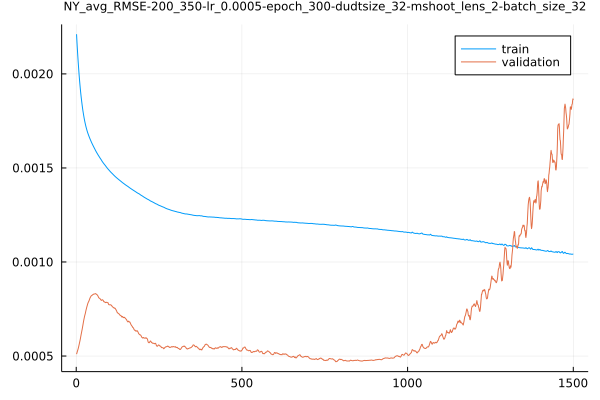 NY_avg_RMSE-200_350-lr_0.0005-epoch_300-dudtsize_32-mshoot_lens_2-batch_size_32
train
validation
0.0020
0.0015
0.0010
0.0005
0
500
1000
1500